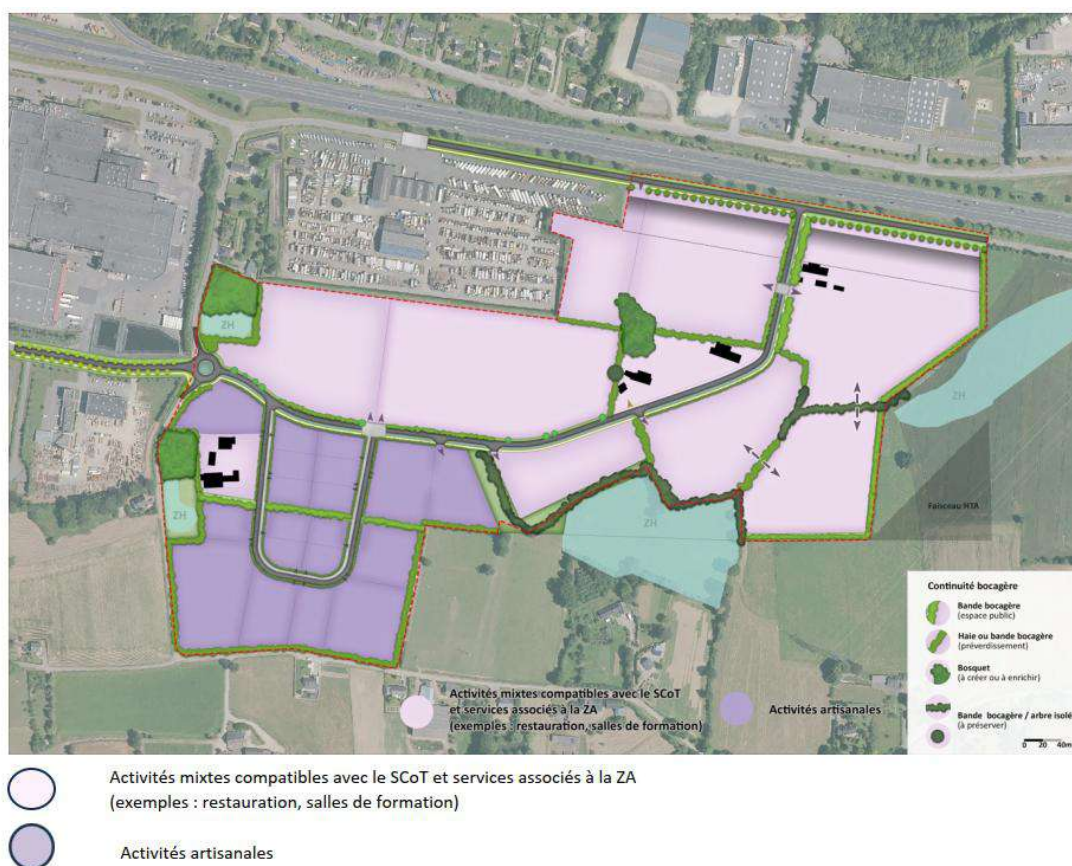 ZH
ZH
ZH
ZH
Faisceau HTA
Continuité bocagère
Bande bocagère
(espace public)
Haie ou bande bocagère
(préverdissement)
Bosquet
(à créer ou à enrichir)
Bande bocagère / arbre isolé
(à préserver)
0 20 40m
Activités mixtes compatibles avec le SCoT
et services associés à la ZA
(exemples : restauration, salles de formation)
Activités artisanales
Activités mixtes compatibles avec le SCoT et services associés à la ZA
(exemples : restauration, salles de formation)
Activités artisanales